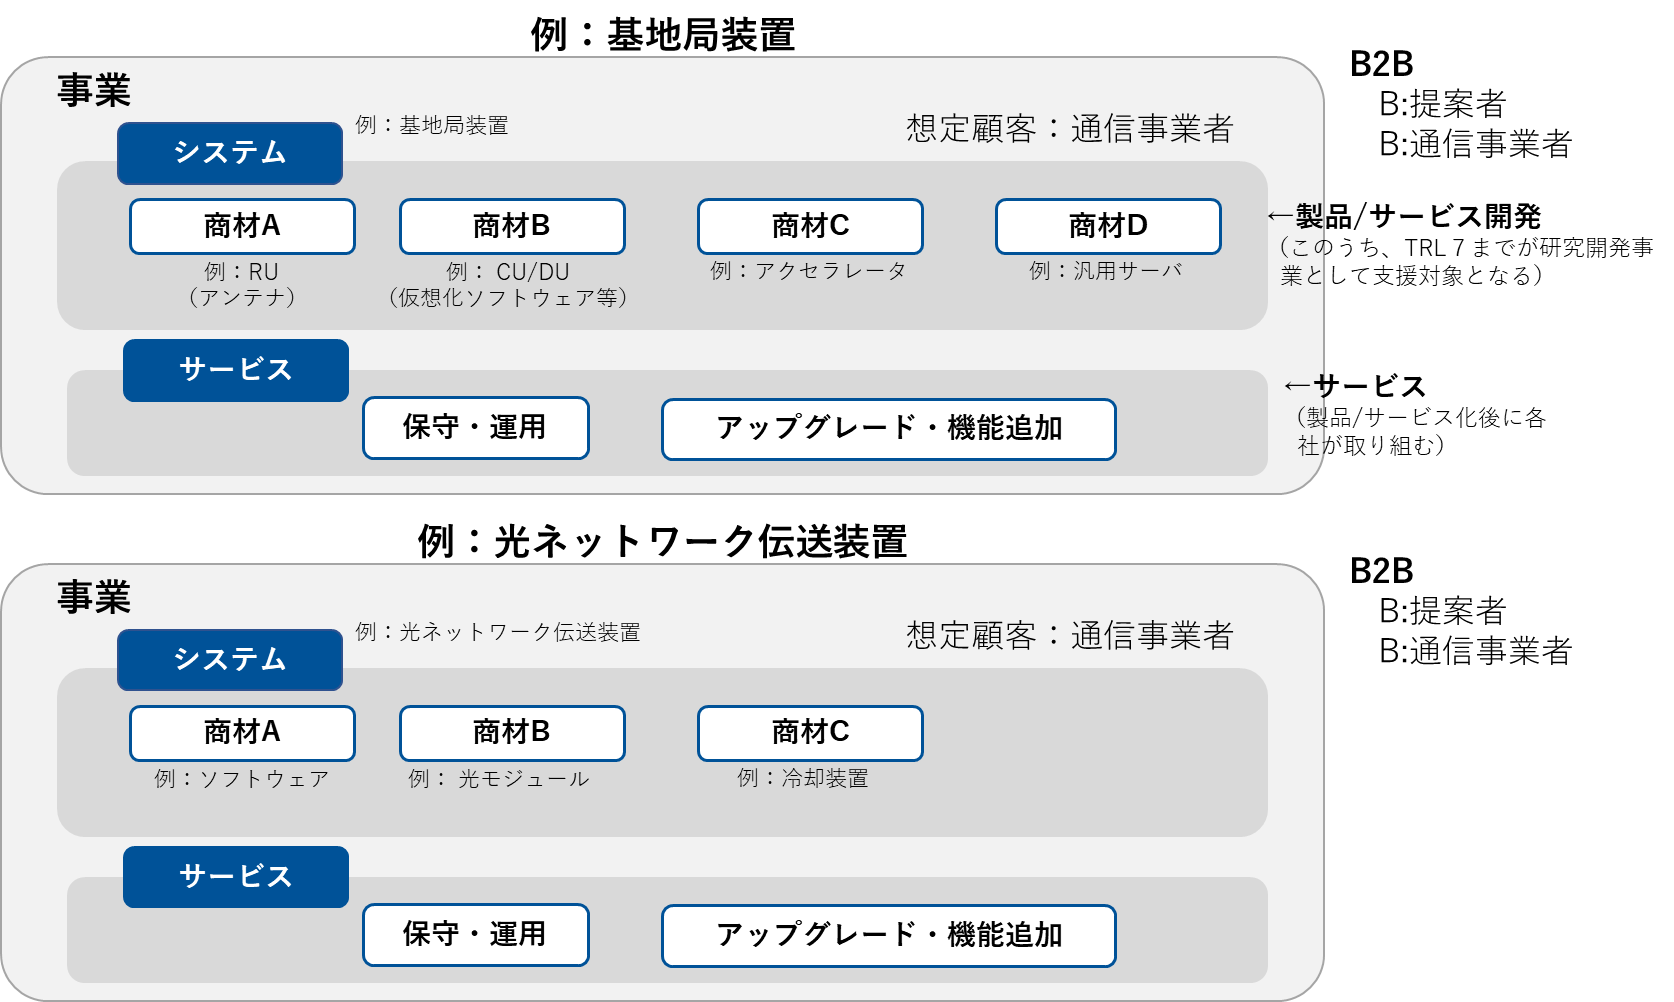 例：基地局装置
事業
B2B
B:提案者
B:通信事業者
システム
例：基地局装置
想定顧客：通信事業者
商材A
商材B
商材C
商材D
←製品/サービス開発
（このうち、TRL７までが研究開発事
業として支援対象となる）
例：RU
（アンテナ）
例： CU/DU
（仮想化ソフトウェア等）
例：アクセラレータ
例：汎用サーバ
サービス
保守・運用
アップグレード・機能追加
←サービス
（製品/サービス化後に各
社が取り組む）
例：光ネットワーク伝送装置
事業
B2B
B:提案者
B:通信事業者
システム
例：光ネットワーク伝送装置
想定顧客：通信事業者
商材A
商材B
商材C
例：ソフトウェア
例： 光モジュール
例：冷却装置
サービス
保守・運用
アップグレード・機能追加